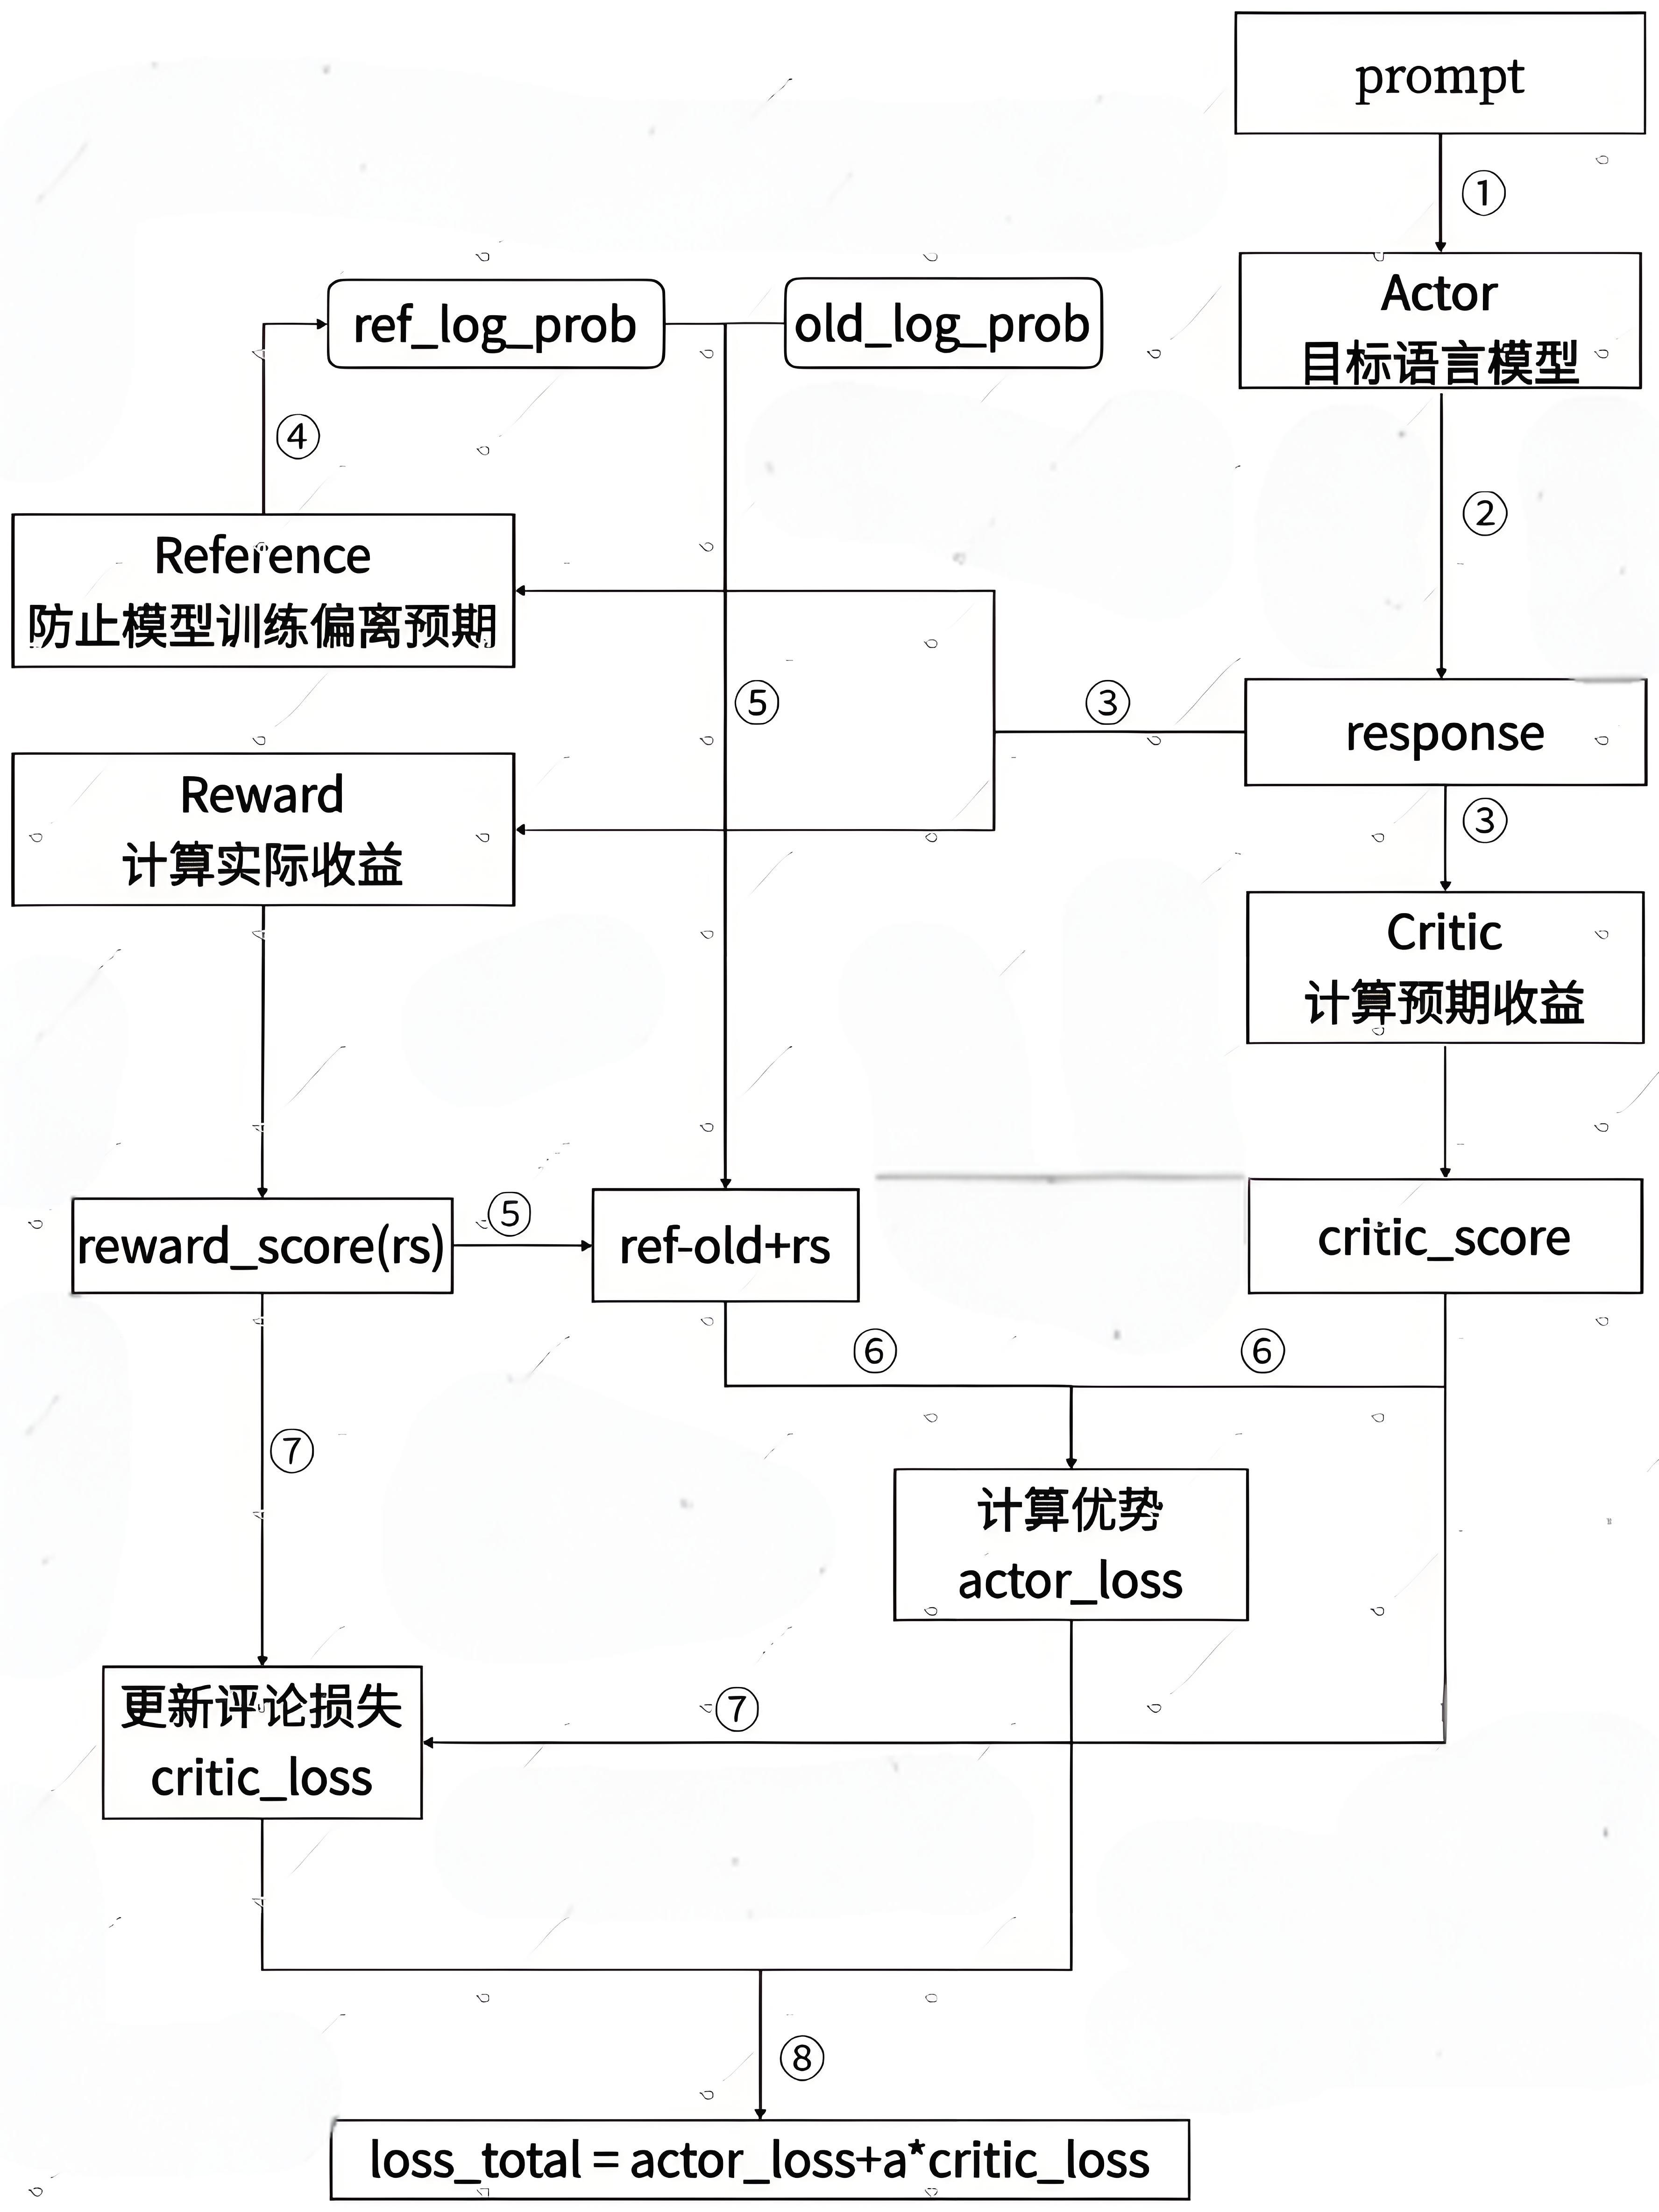 prompt
①
Actor
目标语言模型
ref_log_prob
old_log_prob
④
②
Reference
防止模型训练偏离预期
⑤
③
response
Reward
计算实际收益
③
Critic
计算预期收益
reward_score(rs)
⑤
ref-old+rs
critic_score
⑥
⑥
⑦
计算优势
actor_loss
更新评论损失
critic_loss
⑦
⑧
loss_total = actor_loss+a*critic_loss